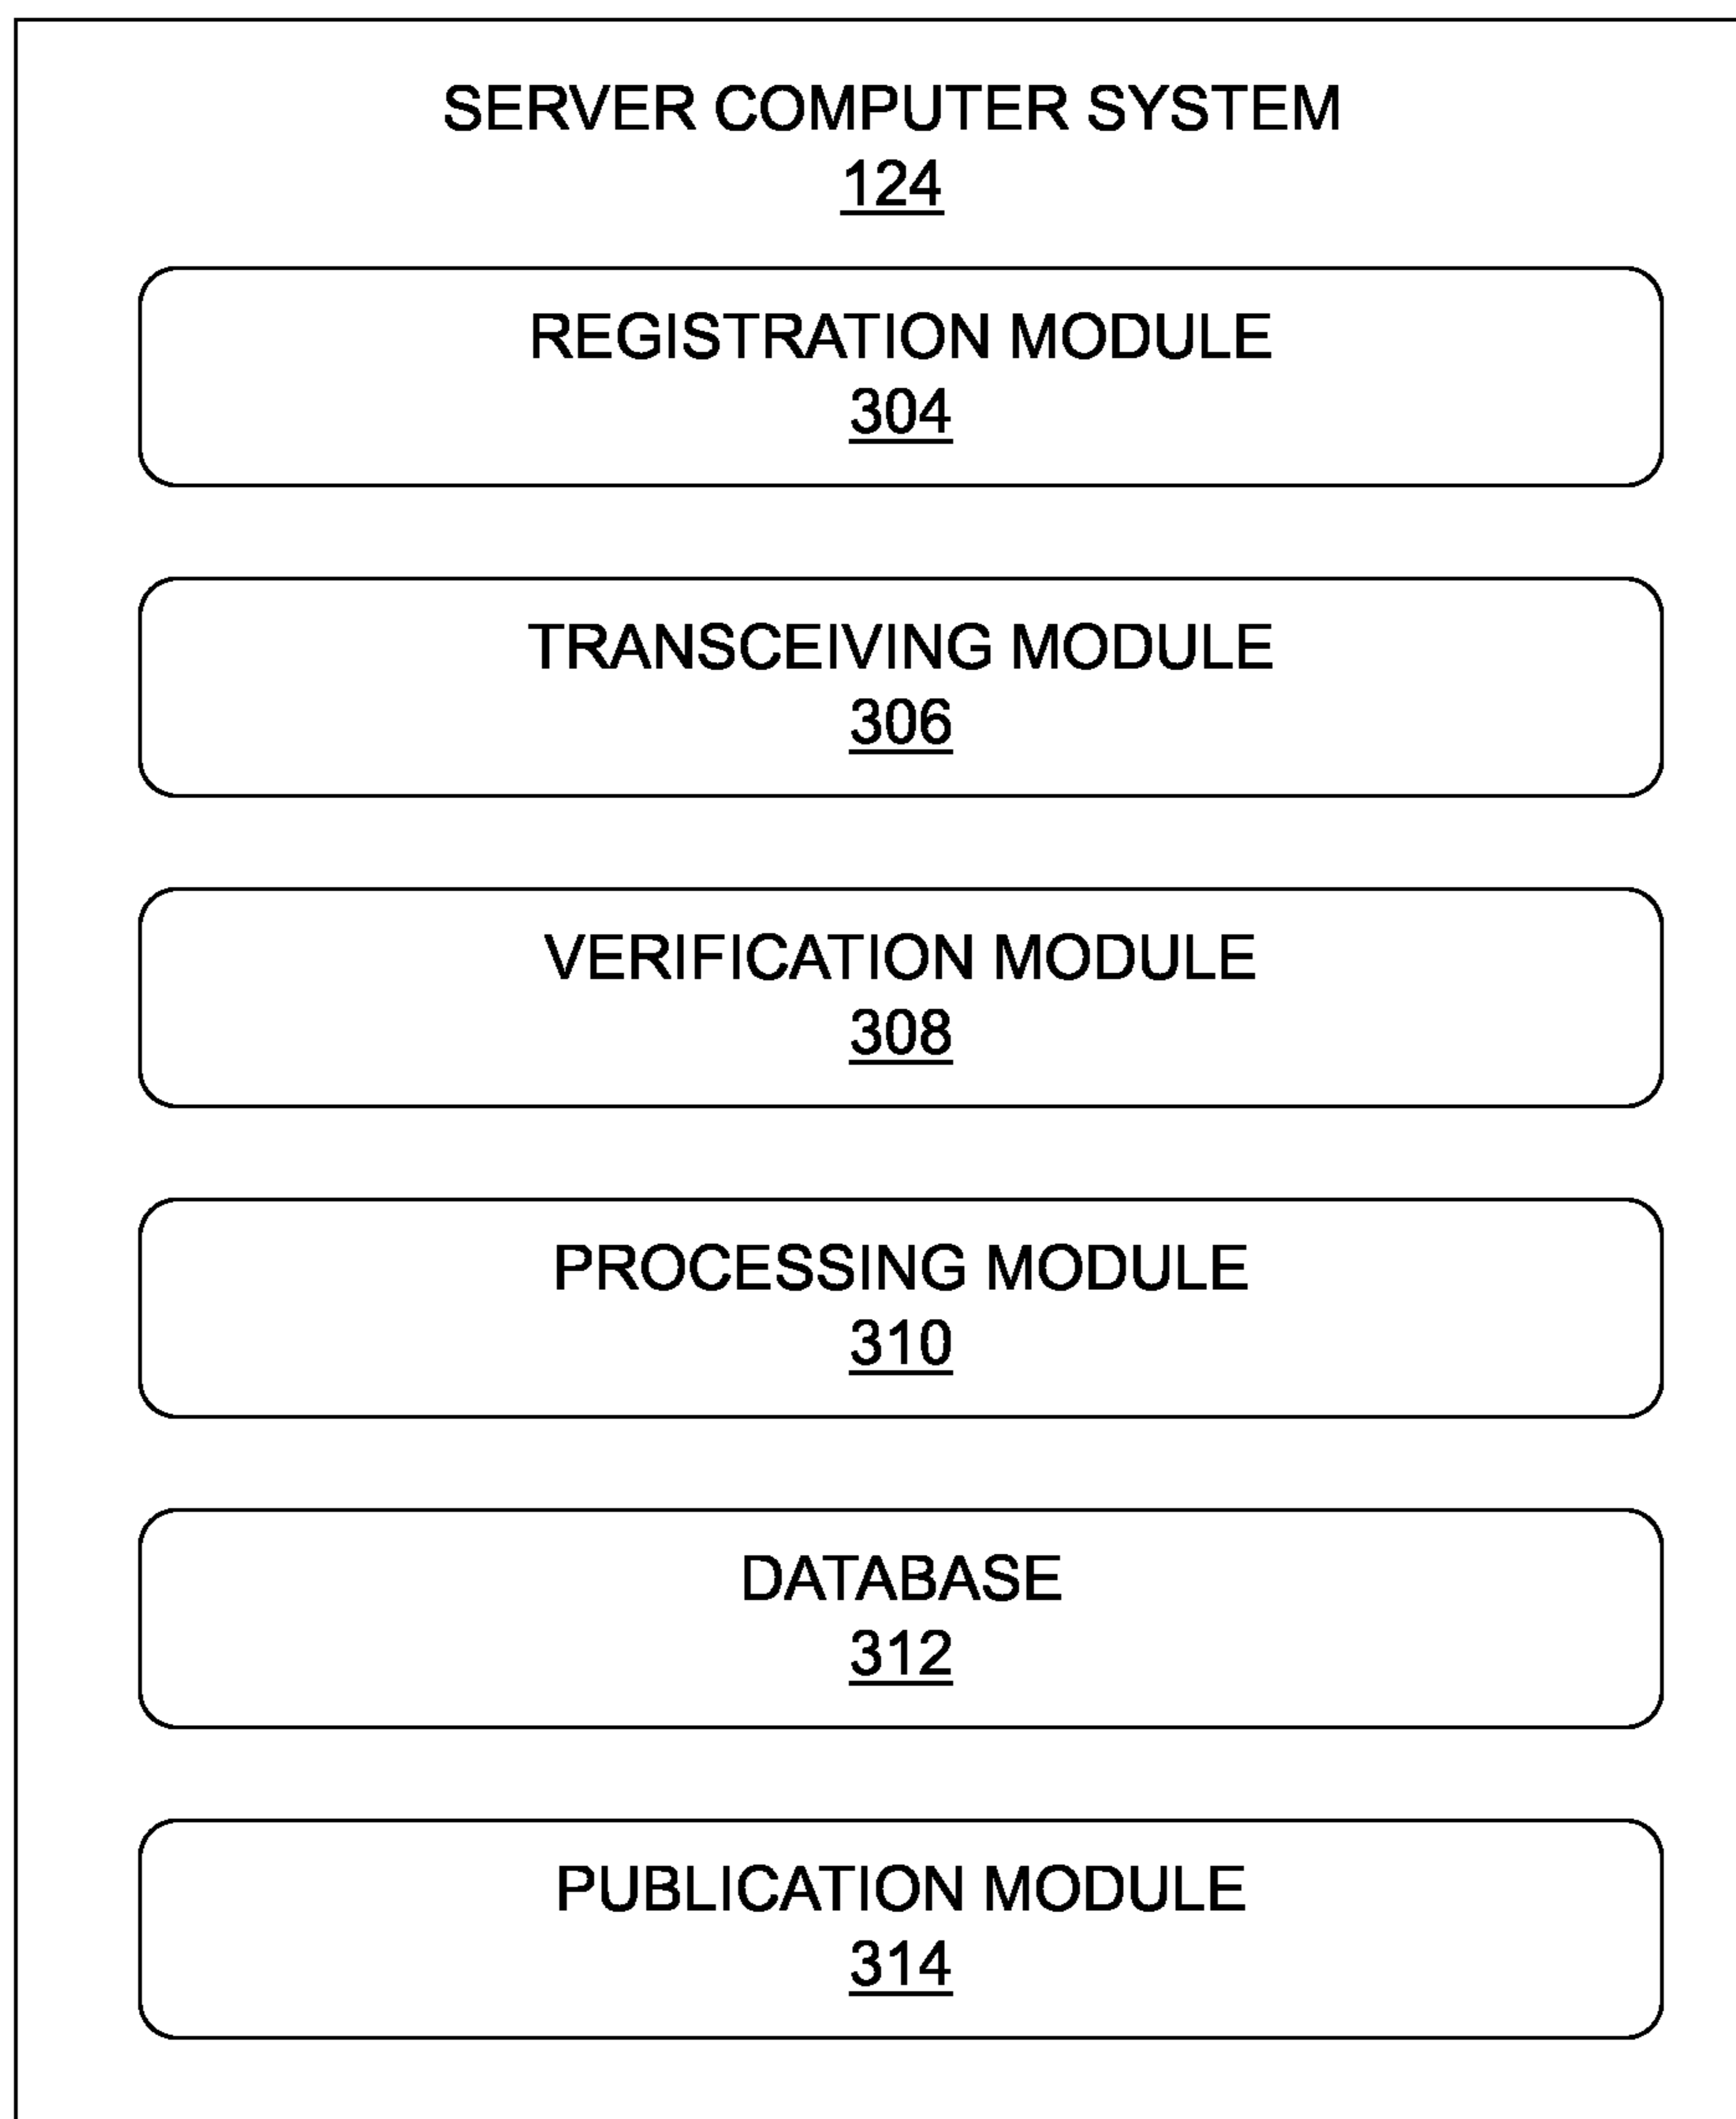 SERVER COMPUTER SYSTEM
124
REGISTRATION MODULE
304
TRANSCEIVING MODULE
306
VERIFICATION MODULE
308
PROCESSING MODULE
310
DATABASE
312
PUBLICATION MODULE
314